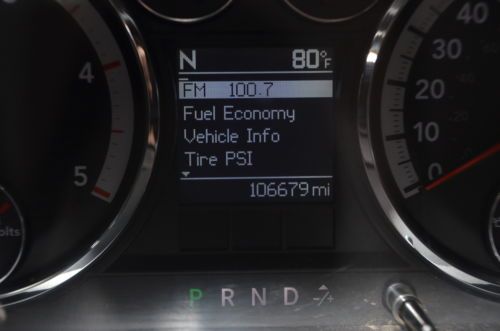 N 80°F
FM 100.7
Fuel Economy
Vehicle Info
Tire PSI
106679 mi
P R N D -/+
4
5
40
30
20
10
0